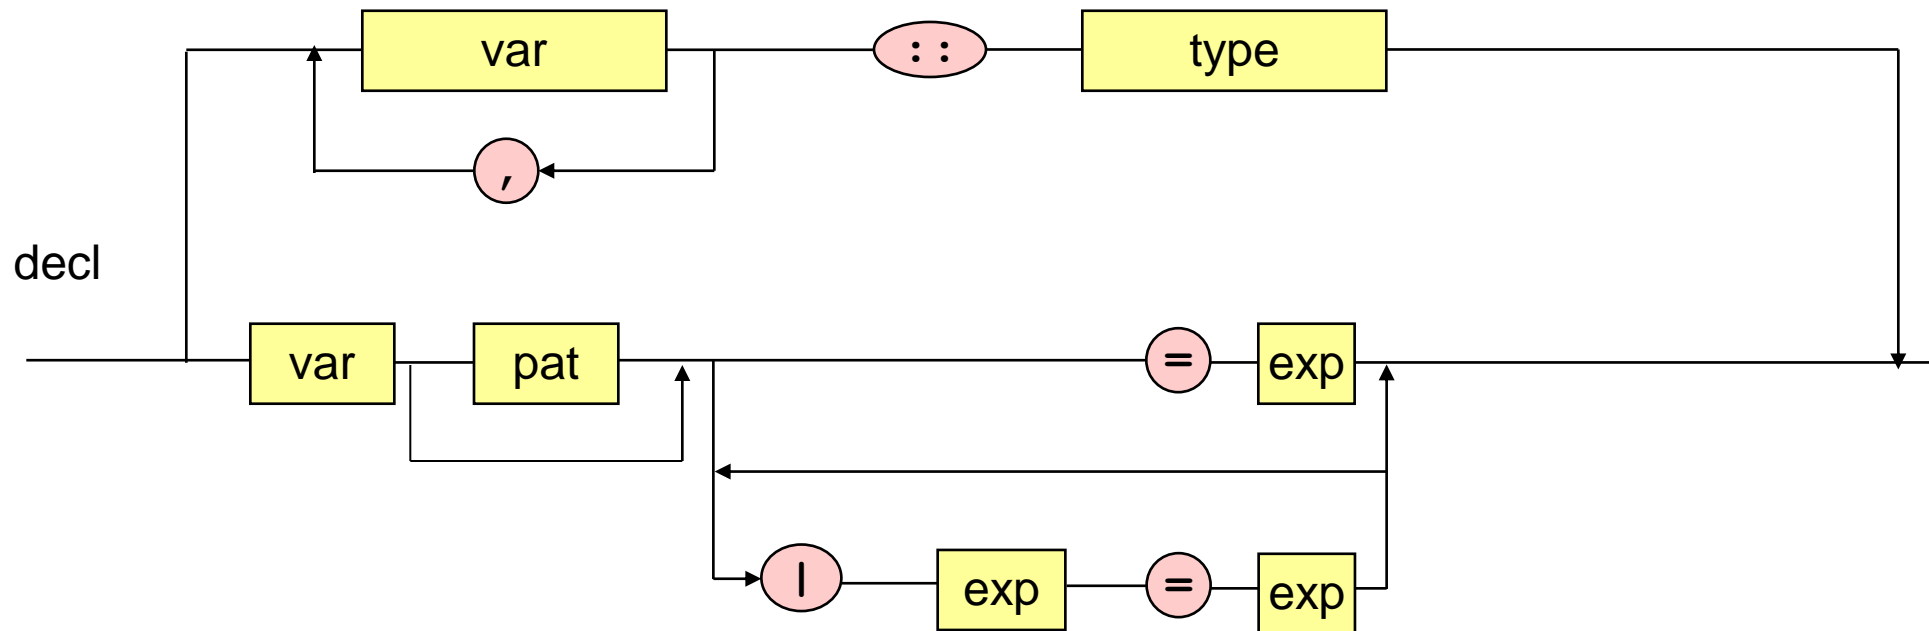 var :: type
,
decl
var pat = exp
| exp = exp